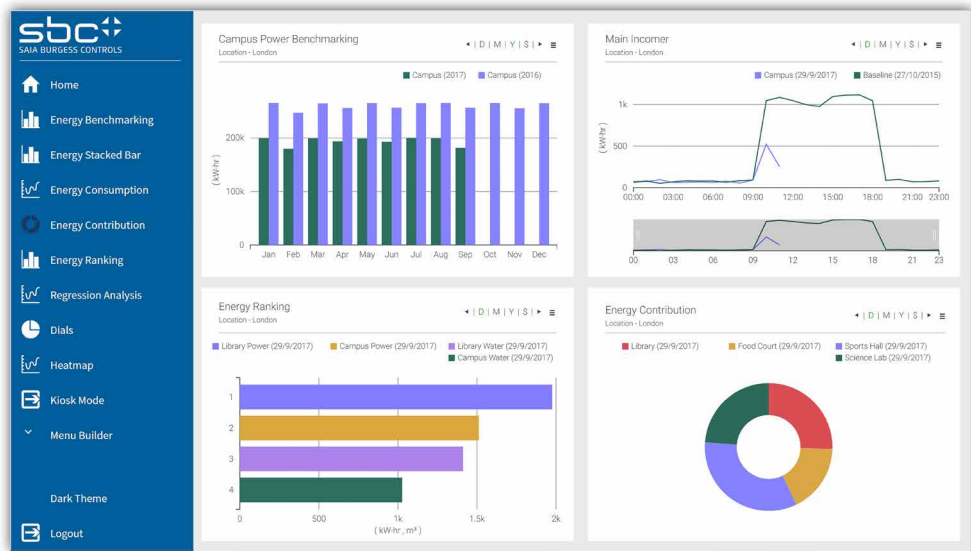 sbc
SAIA BURGESS CONTROLS
Home
Energy Benchmarking
Energy Stacked Bar
Energy Consumption
Energy Contribution
Energy Ranking
Regression Analysis
Dials
Heatmap
Kiosk Mode
Menu Builder
Dark Theme
Logout
Campus Power Benchmarking
Location - London
| D | M | Y | $ |
Campus (2017) Campus (2016)
(kW-hr)
200k
100k
0
Jan Feb Mar Apr May Jun Jul Aug Sep Oct Nov Dec
Main Incomer
Location - London
| D | M | Y | $ |
Campus (29/9/2017) Baseline (27/10/2015)
(kW-hr)
1k
500
0
00:00 03:00 06:00 09:00 12:00 15:00 18:00 21:00 23:00
00 03 06 09 12 15 18 21 23
Energy Ranking
Location - London
| D | M | Y | $ |
Library Power (29/9/2017) Campus Power (29/9/2017) Library Water (29/9/2017)
Campus Water (29/9/2017)
1
2
3
4
0 500 1k 1.5k 2k
(kW-hr, m³)
Energy Contribution
Location - London
| D | M | Y | $ |
Library (29/9/2017) Food Court (29/9/2017) Sports Hall (29/9/2017)
Science Lab (29/9/2017)